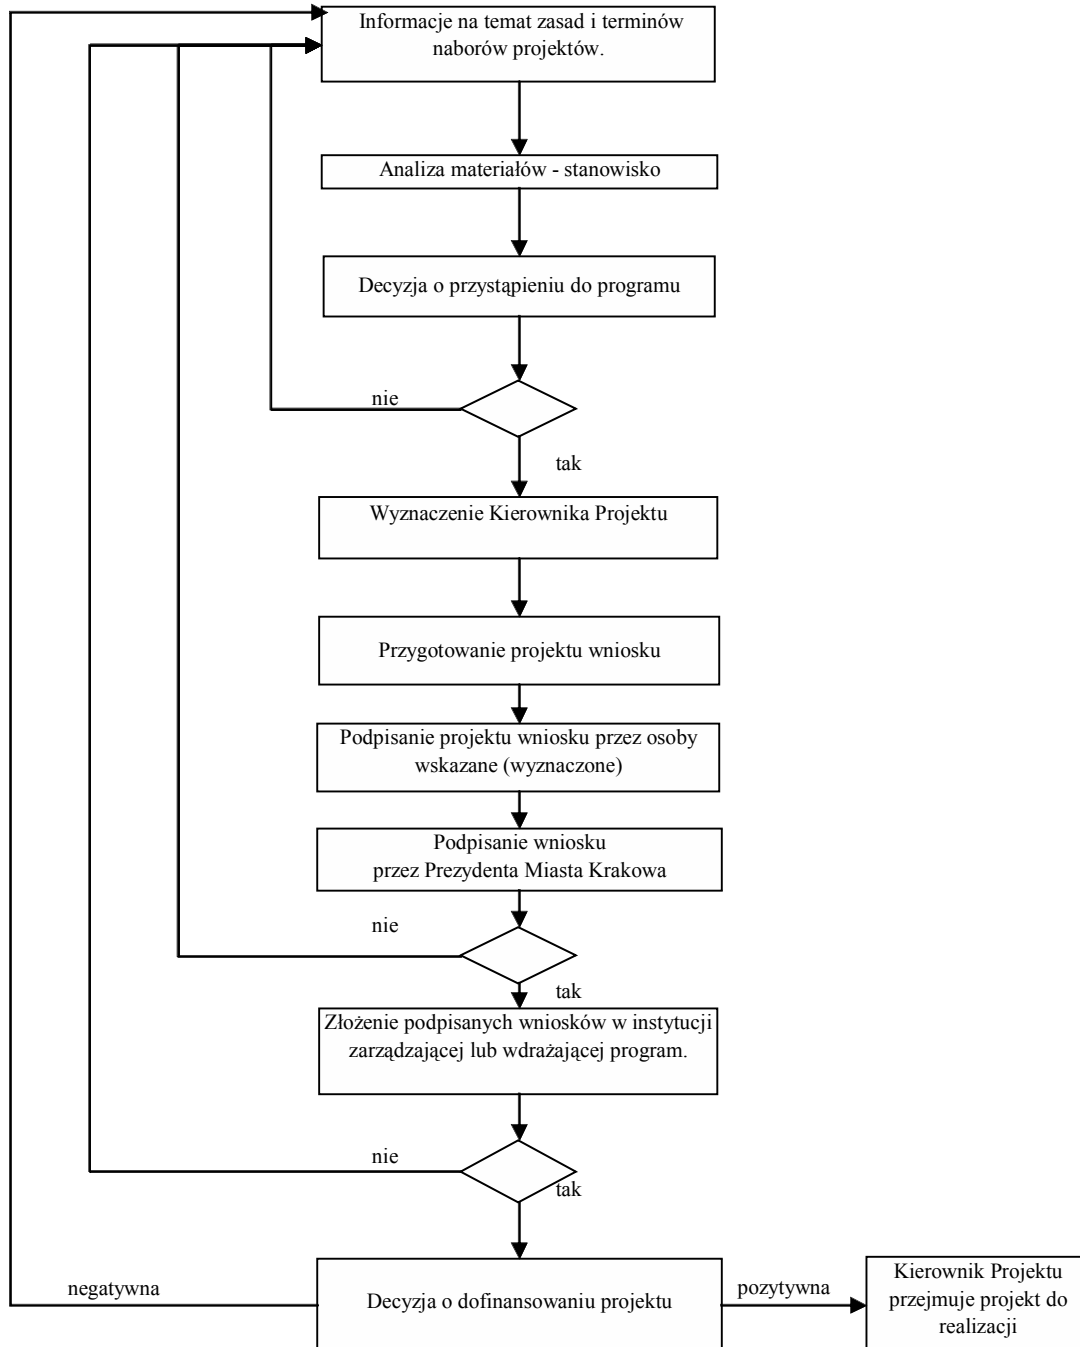 Informacje na temat zasad i terminów
naborów projektów.
Analiza materiałów - stanowisko
Decyzja o przystąpieniu do programu
nie
tak
Wyznaczenie Kierownika Projektu
Przygotowanie projektu wniosku
Podpisanie projektu wniosku przez osoby
wskazane (wyznaczone)
Podpisanie wniosku
przez Prezydenta Miasta Krakowa
nie
tak
Złożenie podpisanych wniosków w instytucji
zarządzającej lub wdrażającej program.
nie
tak
negatywna
Decyzja o dofinansowaniu projektu
pozytywna
Kierownik Projektu
przejmuje projekt do
realizacji